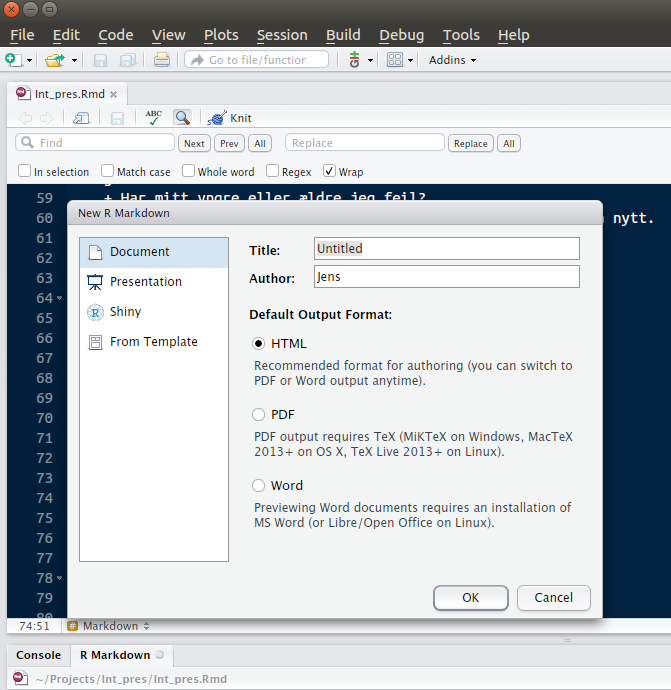 File Edit Code View Plots Session Build Debug Tools Help
Go to file/function Addins
Int_pres.Rmd
ABC Knit
Find Next Prev All Replace Replace All
In selection Match case Whole word Regex Wrap
59 + Har mitt yngre eller ældre jeg feil?
60 nytt.
61
62
63
64
65
66
67
68
69
70
71
72
73
74
75
76
77
78
79
80
New R Markdown
Document
Presentation
Shiny
From Template
Title: Untitled
Author: Jens
Default Output Format:
HTML
Recommended format for authoring (you can switch to
PDF or Word output anytime).
PDF
PDF output requires TeX (MiKTeX on Windows, MacTeX
2013+ on OS X, TeX Live 2013+ on Linux).
Word
Previewing Word documents requires an installation of
MS Word (or Libre/Open Office on Linux).
OK Cancel
74:51 # Markdown
Console R Markdown
~/Projects/Int_pres/Int_pres.Rmd